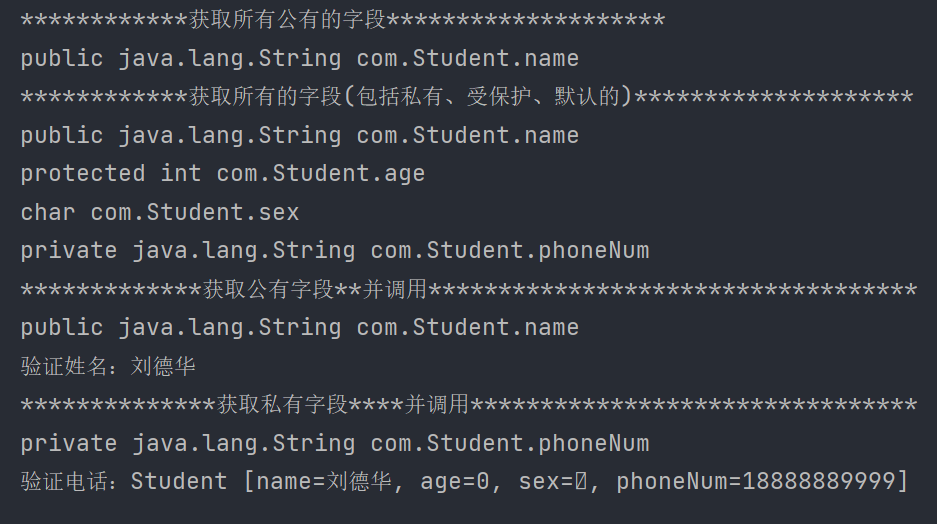 ************获取所有公有的字段********************
public java.lang.String com.Student.name
************获取所有的字段(包括私有、受保护、默认的)********************
public java.lang.String com.Student.name
protected int com.Student.age
char com.Student.sex
private java.lang.String com.Student.phoneNum
*************获取公有字段**并调用***********************************
public java.lang.String com.Student.name
验证姓名：刘德华
**************获取私有字段****并调用********************************
private java.lang.String com.Student.phoneNum
验证电话：Student [name=刘德华, age=0, sex=, phoneNum=18888889999]